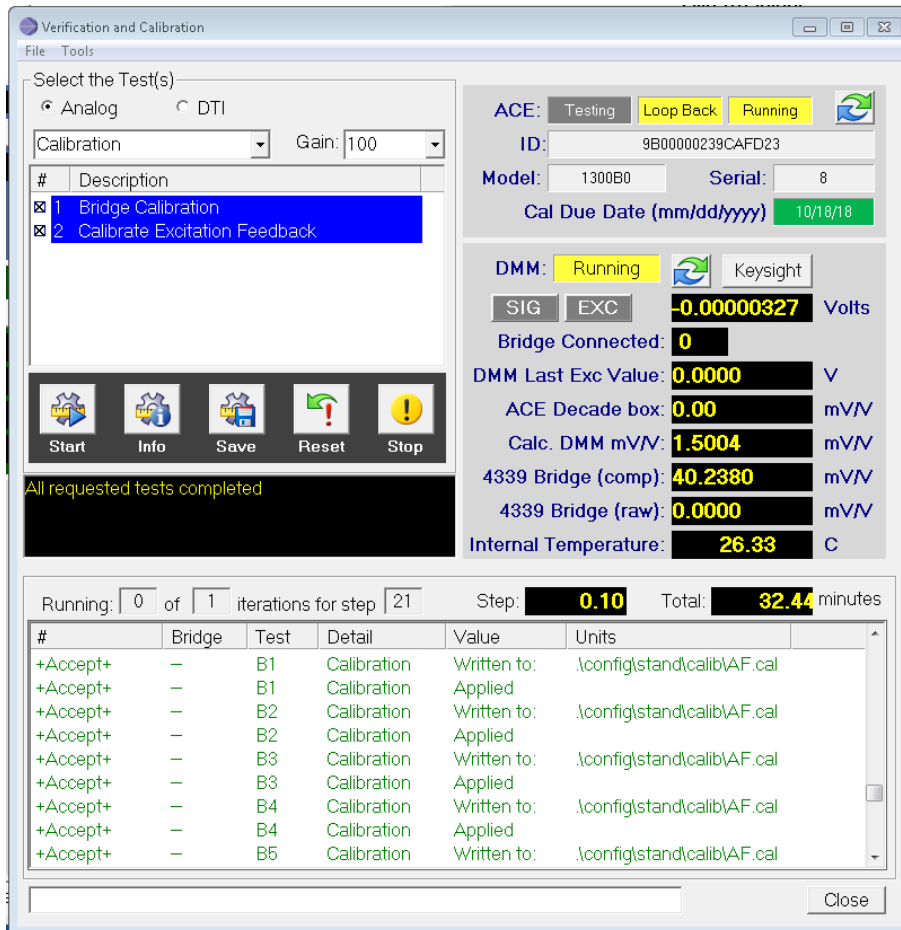 Verification and Calibration
File Tools
Select the Test(s)
Analog DTI
Calibration Gain: 100
# Description
1 Bridge Calibration
2 Calibrate Excitation Feedback
Start Info Save Reset Stop
All requested tests completed
ACE: Testing Loop Back Running
ID: 9B00000239CAFD23
Model: 1300B0 Serial: 8
Cal Due Date (mm/dd/yyyy) 10/18/18
DMM: Running Keysight
SIG EXC -0.00000327 Volts
Bridge Connected: 0
DMM Last Exc Value: 0.0000 V
ACE Decade box: 0.00 mV/V
Calc. DMM mV/V: 1.5004 mV/V
4339 Bridge (comp): 40.2380 mV/V
4339 Bridge (raw): 0.0000 mV/V
Internal Temperature: 26.33 C
Running: 0 of 1 iterations for step 21 Step: 0.10 Total: 32.44 minutes
# Bridge Test Detail Value Units
+Accept+ — B1 Calibration Written to: .\config\stand\calib\AF.cal
+Accept+ — B1 Calibration Applied
+Accept+ — B2 Calibration Written to: .\config\stand\calib\AF.cal
+Accept+ — B2 Calibration Applied
+Accept+ — B3 Calibration Written to: .\config\stand\calib\AF.cal
+Accept+ — B3 Calibration Applied
+Accept+ — B4 Calibration Written to: .\config\stand\calib\AF.cal
+Accept+ — B4 Calibration Applied
+Accept+ — B5 Calibration Written to: .\config\stand\calib\AF.cal
Close